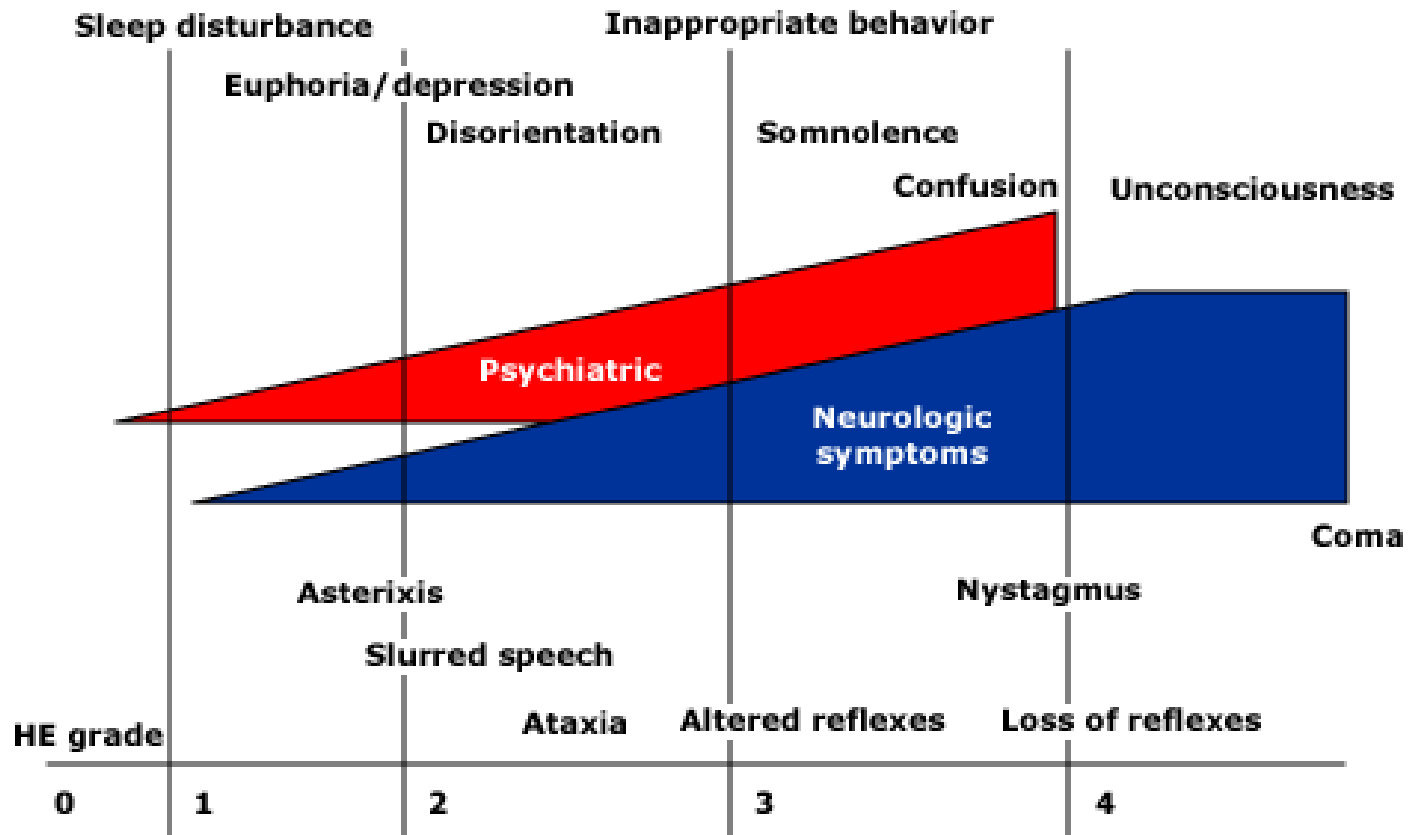 Sleep disturbance
Inappropriate behavior
Euphoria/depression
Disorientation
Somnolence
Confusion
Unconsciousness
Psychiatric
Neurologic
symptoms
Coma
Asterixis
Nystagmus
Slurred speech
Ataxia
Altered reflexes
Loss of reflexes
HE grade
0
1
2
3
4